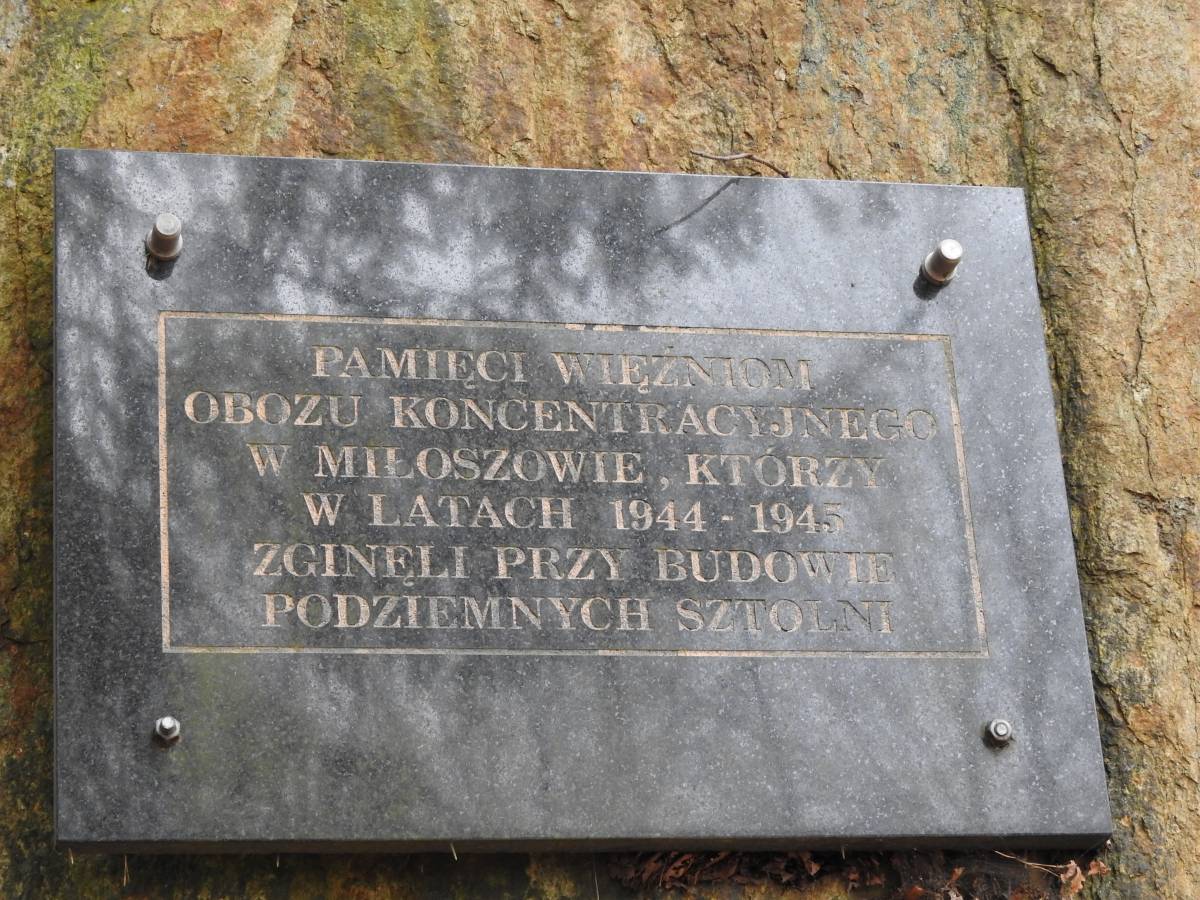 PAMIĘCI WIĘŹNIOM
OBOZU KONCENTRACYJNEGO
W MIŁOSZOWIE, KTÓRZY
W LATACH 1944 - 1945
ZGINĘLI PRZY BUDOWIE
PODZIEMNYCH SZTOLNI